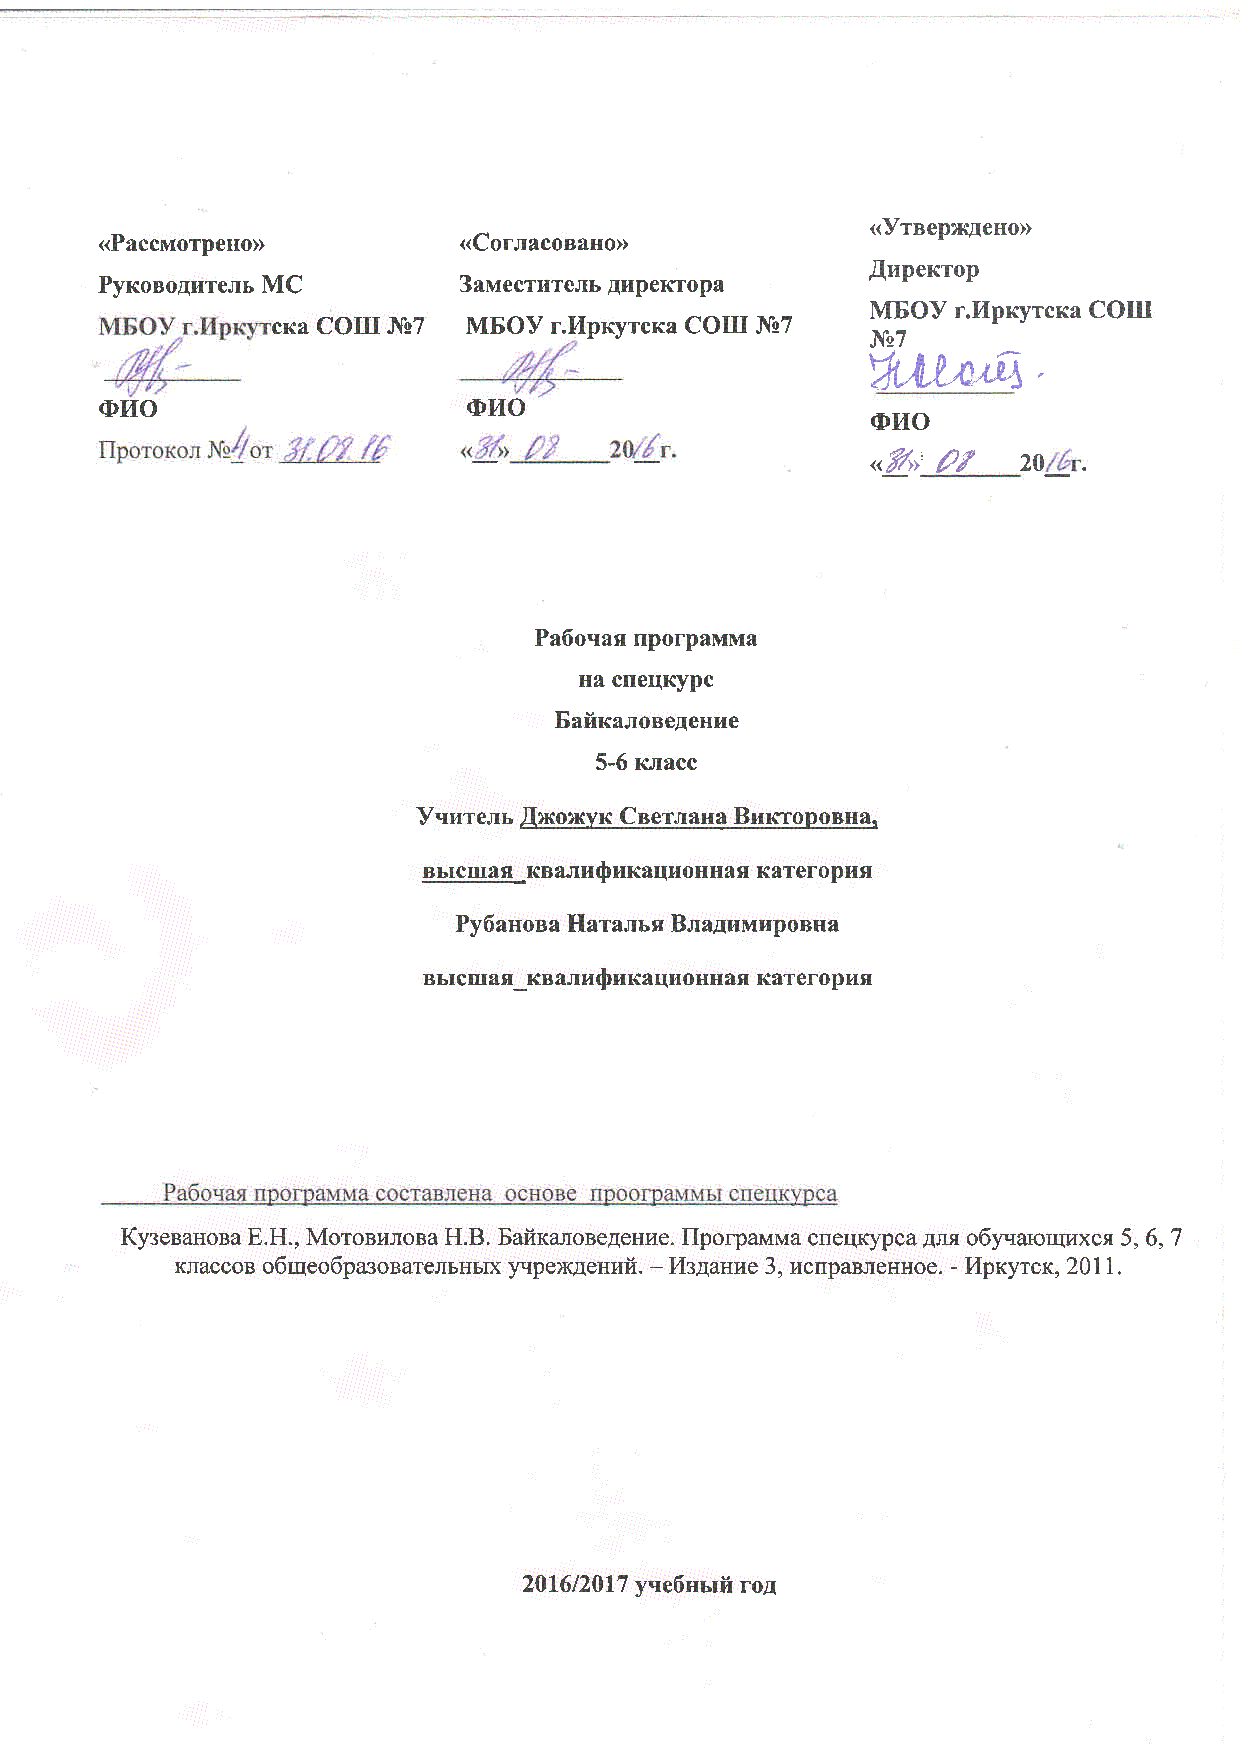 «Рассмотрено»
Руководитель МС
МБОУ г.Иркутска СОШ №7
ФИО
Протокол №4 от 31.08.16
«Согласовано»
Заместитель директора
МБОУ г.Иркутска СОШ №7
ФИО
«31» 08 2016г.
«Утверждено»
Директор
МБОУ г.Иркутска СОШ
№7
ФИО
«31» 08 2016г.
Рабочая программа
на спецкурс
Байкаловедение
5-6 класс
Учитель Джожук Светлана Викторовна,
высшая_квалификационная категория
Рубанова Наталья Владимировна
высшая_квалификационная категория
Рабочая программа составлена основе проограммы спецкурса
Кузеванова Е.Н., Мотовилова Н.В. Байкаловедение. Программа спецкурса для обучающихся 5, 6, 7
классов общеобразовательных учреждений. – Издание 3, исправленное. - Иркутск, 2011.
2016/2017 учебный год